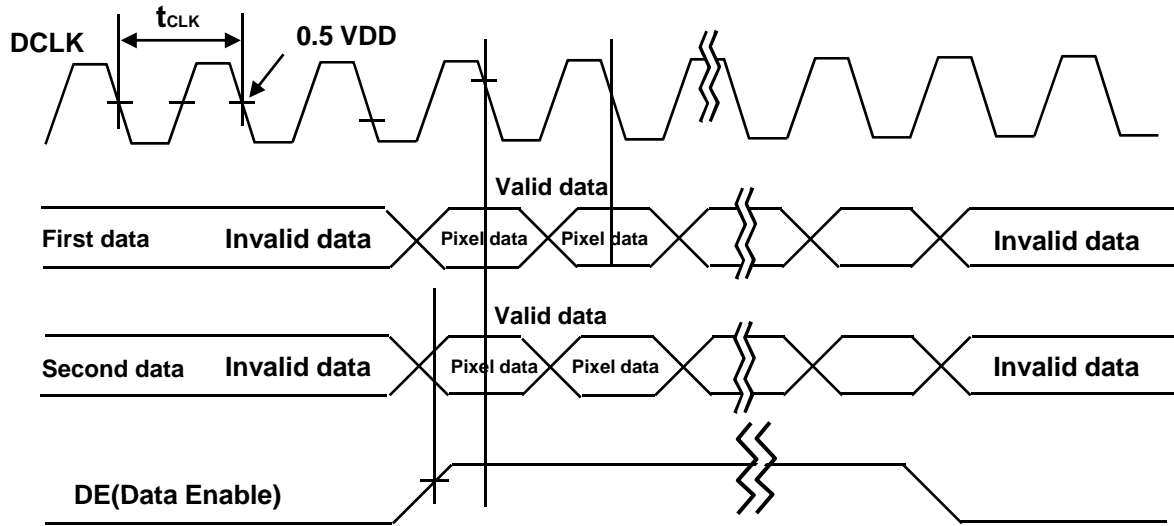 tCLK
DCLK
0.5 VDD
Valid data
First data Invalid data Pixel data Pixel data Invalid data
Valid data
Second data Invalid data Pixel data Pixel data Invalid data
DE(Data Enable)